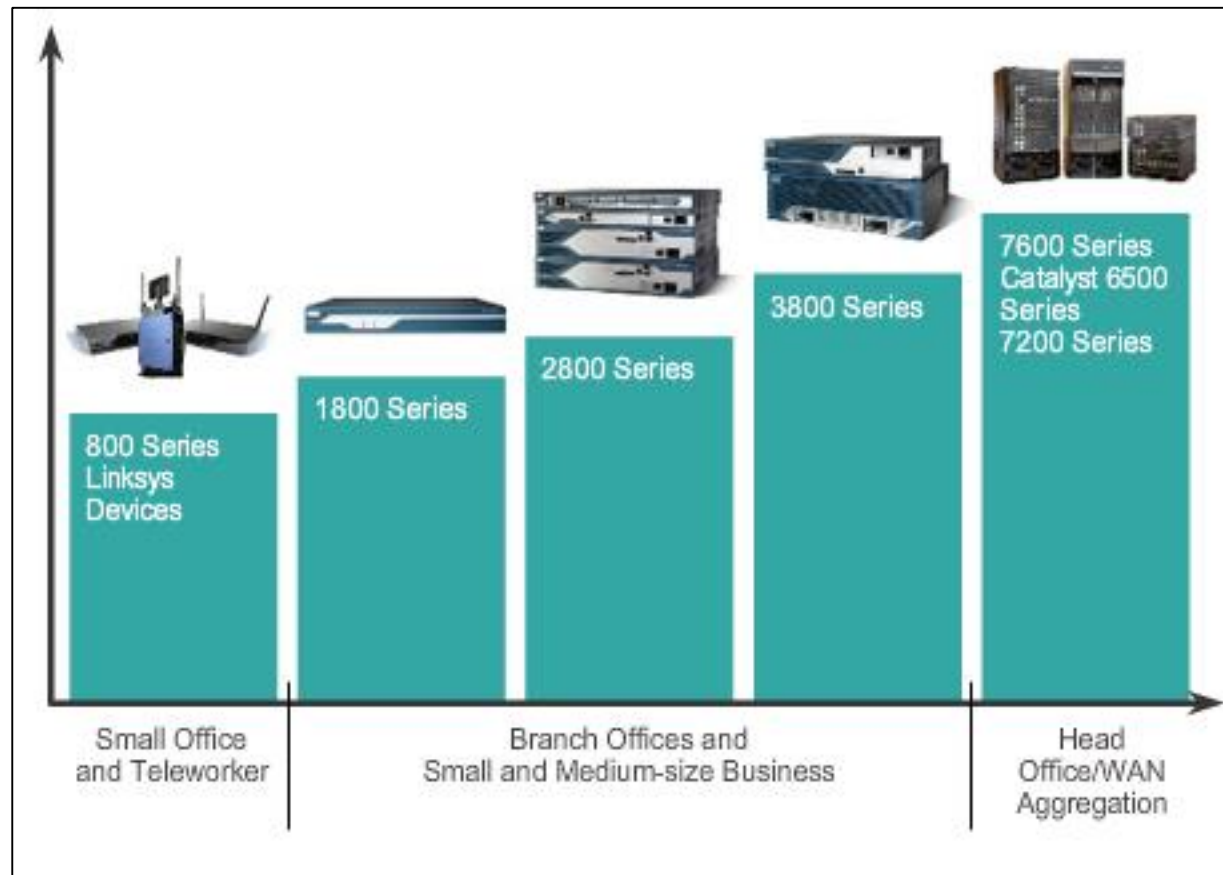 800 Series
Linksys
Devices
1800 Series
2800 Series
3800 Series
7600 Series
Catalyst 6500
Series
7200 Series
Small Office
and Teleworker
Branch Offices and
Small and Medium-size Business
Head
Office/WAN
Aggregation